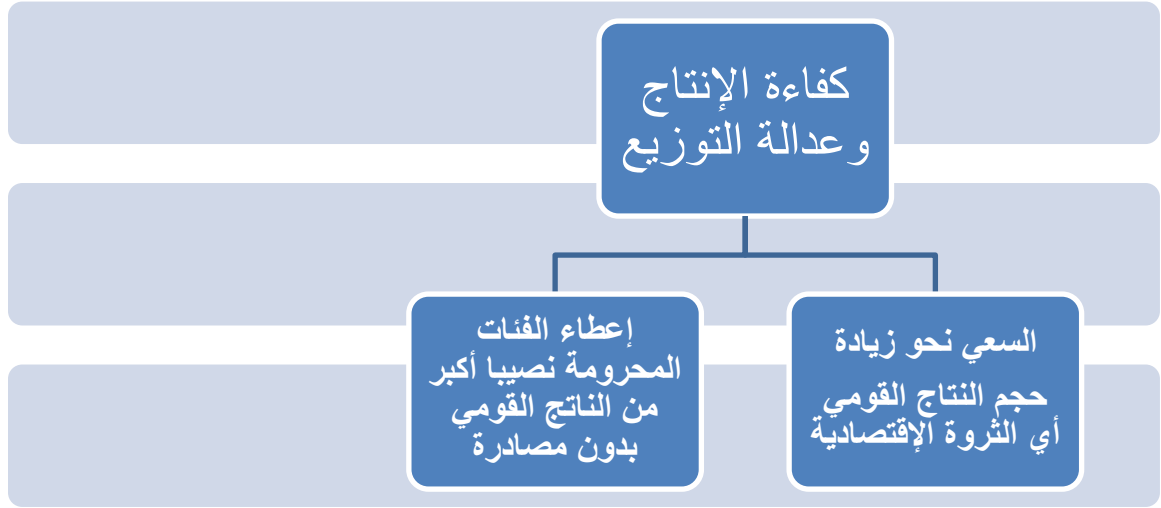 كفاءة الإنتاج
وعدالة التوزيع
السعي نحو زيادة
حجم النتاج القومي
أي الثروة الإقتصادية
إعطاء الفئات
المحرومة نصيبا أكبر
من الناتج القومي
بدون مصادرة